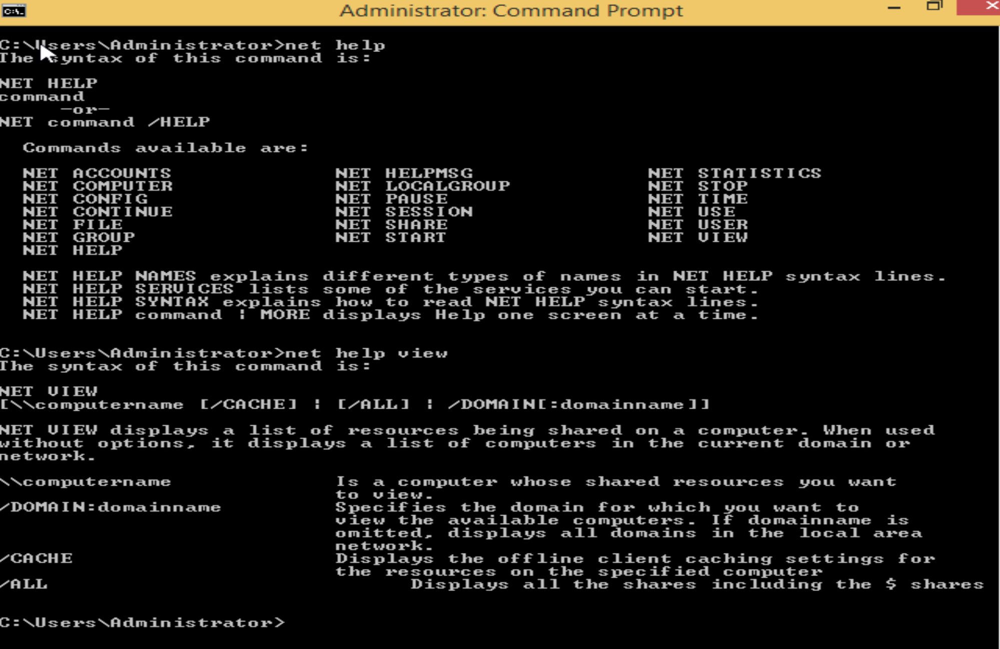 C:\.
Administrator: Command Prompt
C:\Users\Administrator>net help
The syntax of this command is:
NET HELP
command
-or-
NET command /HELP
Commands available are:
NET ACCOUNTS NET HELPMSG NET STATISTICS
NET COMPUTER NET LOCALGROUP NET STOP
NET CONFIG NET PAUSE NET TIME
NET CONTINUE NET SESSION NET USE
NET FILE NET SHARE NET USER
NET GROUP NET START NET VIEW
NET HELP
NET HELP NAMES explains different types of names in NET HELP syntax lines.
NET HELP SERVICES lists some of the services you can start.
NET HELP SYNTAX explains how to read NET HELP syntax lines.
NET HELP command | MORE displays Help one screen at a time.
C:\Users\Administrator>net help view
The syntax of this command is:
NET VIEW
[\\computername [/CACHE] | [/ALL] | /DOMAIN[:domainname]]
NET VIEW displays a list of resources being shared on a computer. When used
without options, it displays a list of computers in the current domain or
network.
\\computername Is a computer whose shared resources you want
to view.
/DOMAIN:domainname Specifies the domain for which you want to
view the available computers. If domainname is
omitted, displays all domains in the local area
network.
/CACHE Displays the offline client caching settings for
the resources on the specified computer
/ALL Displays all the shares including the $ shares
C:\Users\Administrator>